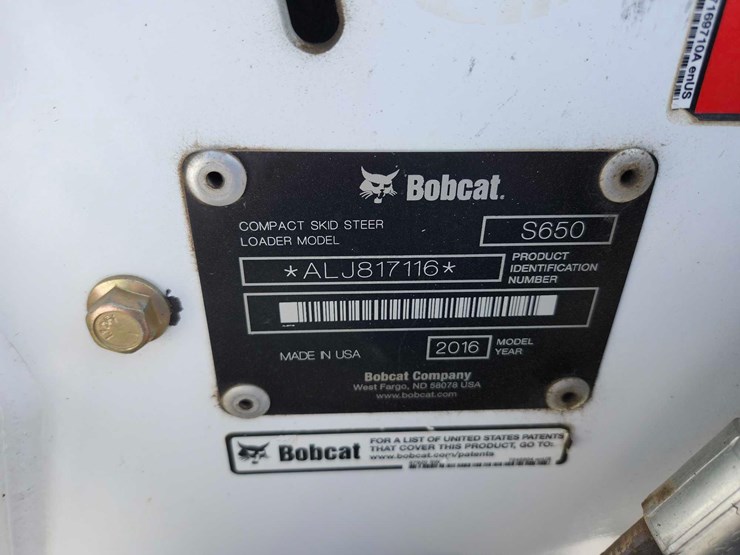 169710A enUS
Bobcat.
COMPACT SKID STEER
LOADER MODEL
S650
*ALJ817116*
PRODUCT
IDENTIFICATION
NUMBER
MADE IN USA
2016
MODEL
YEAR
Bobcat Company
West Fargo, ND 58078 USA
www.bobcat.com
Bobcat
FOR A LIST OF UNITED STATES PATENTS
THAT COVER THIS PRODUCT, GO TO:
www.bobcat.com/patents